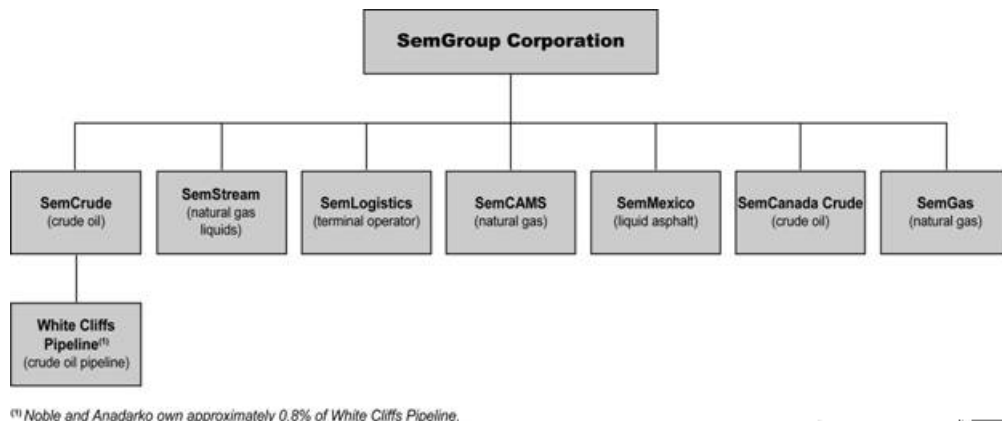 SemGroup Corporation
SemCrude
(crude oil)
SemStream
(natural gas
liquids)
SemLogistics
(terminal operator)
SemCAMS
(natural gas)
SemMexico
(liquid asphalt)
SemCanada Crude
(crude oil)
SemGas
(natural gas)
White Cliffs
Pipeline(1)
(crude oil pipeline)
(1) Noble and Anadarko own approximately 0.8% of White Cliffs Pipeline.